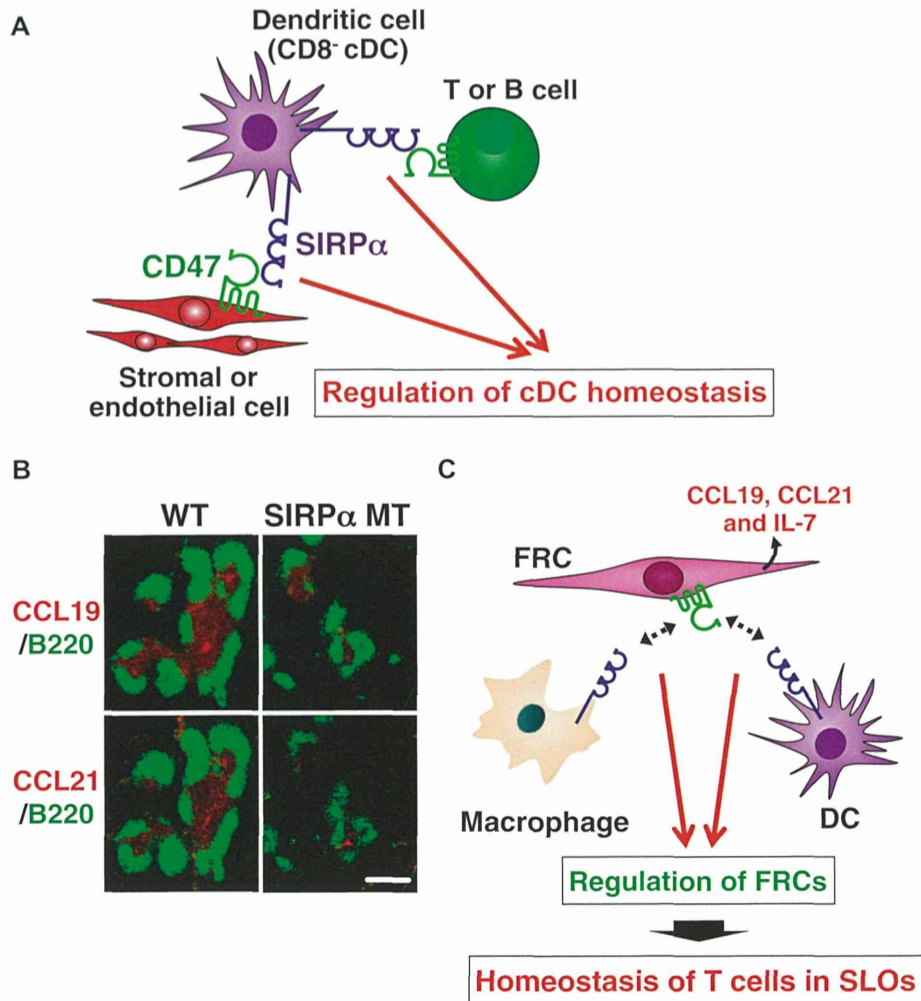 A
Dendritic cell
(CD8⁻ cDC)
T or B cell
SIRPα
CD47
Stromal or
endothelial cell
Regulation of cDC homeostasis
B
WT
SIRPα MT
CCL19
/B220
CCL21
/B220
C
CCL19, CCL21
and IL-7
FRC
Macrophage
DC
Regulation of FRCs
Homeostasis of T cells in SLOs